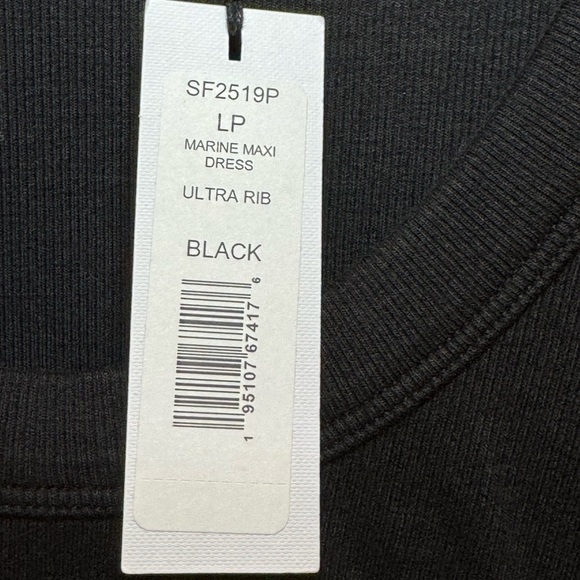 SF2519P
LP
MARINE MAXI
DRESS
ULTRA RIB
BLACK
1 95107 67417 6